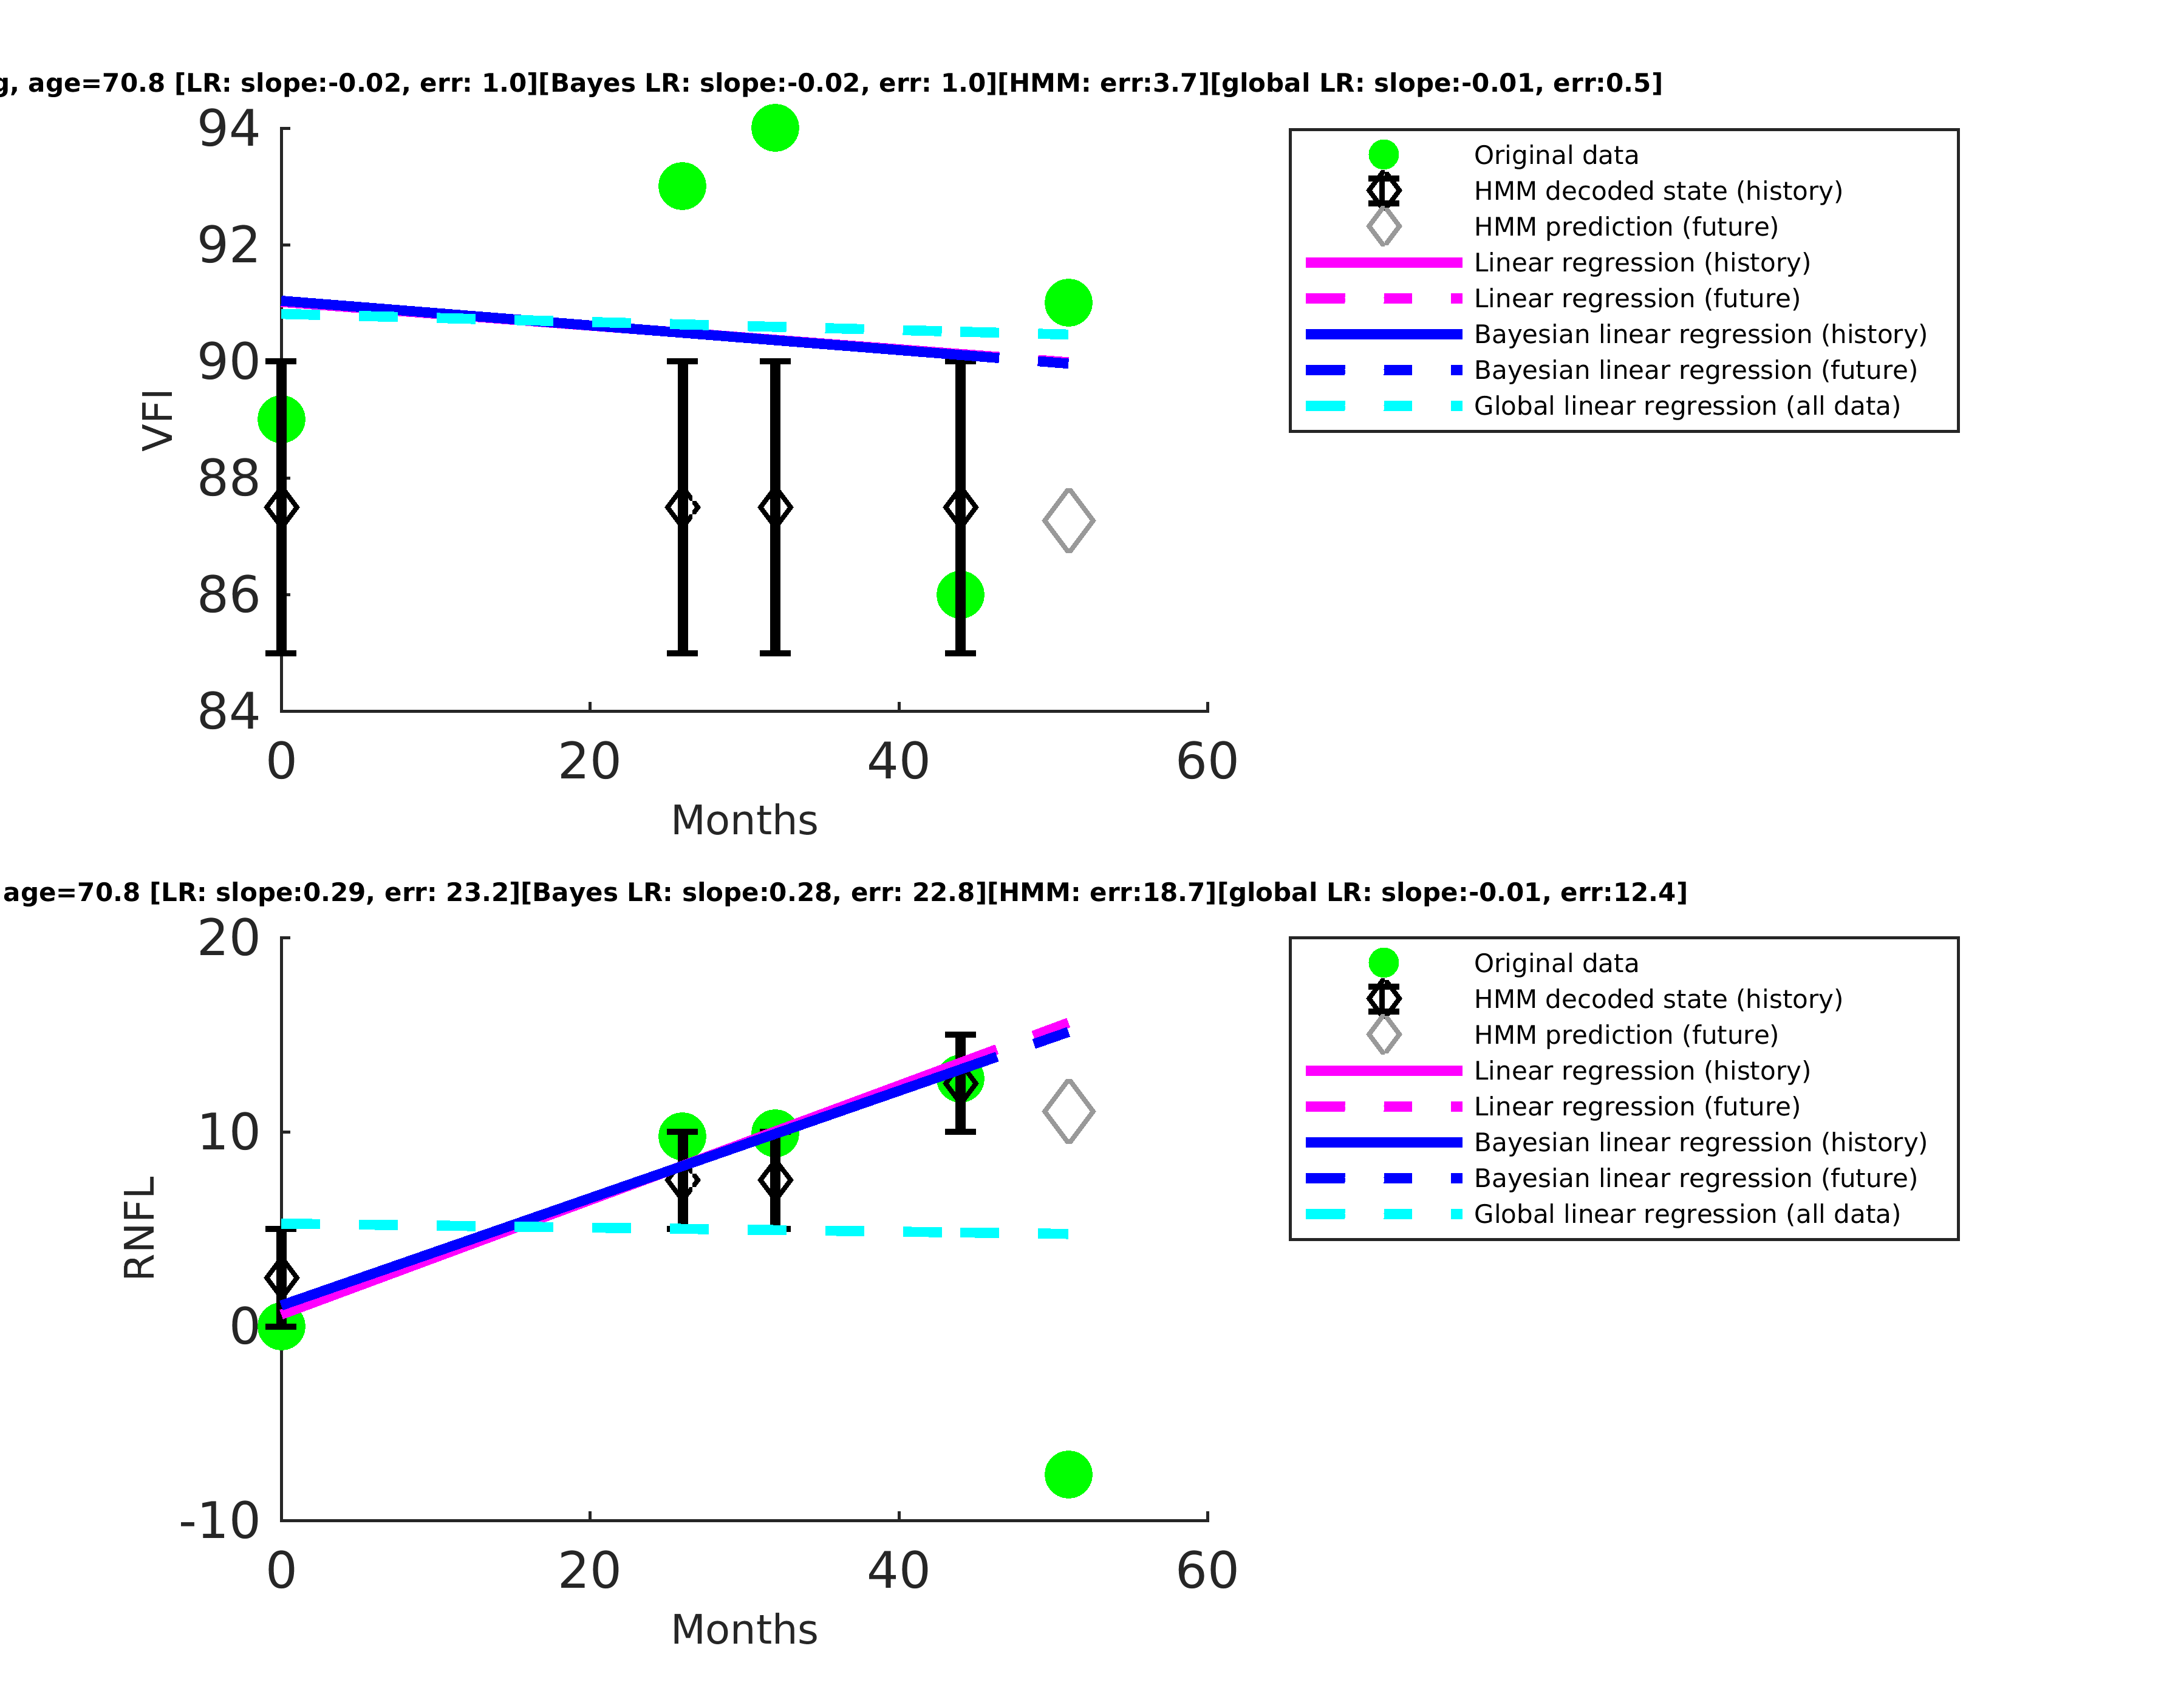 g, age=70.8 [LR: slope:-0.02, err: 1.0][Bayes LR: slope:-0.02, err: 1.0][HMM: err:3.7][global LR: slope:-0.01, err:0.5]
94
92
90
88
86
84
VFI
0 20 40 60
Months
Original data
HMM decoded state (history)
HMM prediction (future)
Linear regression (history)
Linear regression (future)
Bayesian linear regression (history)
Bayesian linear regression (future)
Global linear regression (all data)
age=70.8 [LR: slope:0.29, err: 23.2][Bayes LR: slope:0.28, err: 22.8][HMM: err:18.7][global LR: slope:-0.01, err:12.4]
20
10
0
-10
RNFL
0 20 40 60
Months
Original data
HMM decoded state (history)
HMM prediction (future)
Linear regression (history)
Linear regression (future)
Bayesian linear regression (history)
Bayesian linear regression (future)
Global linear regression (all data)